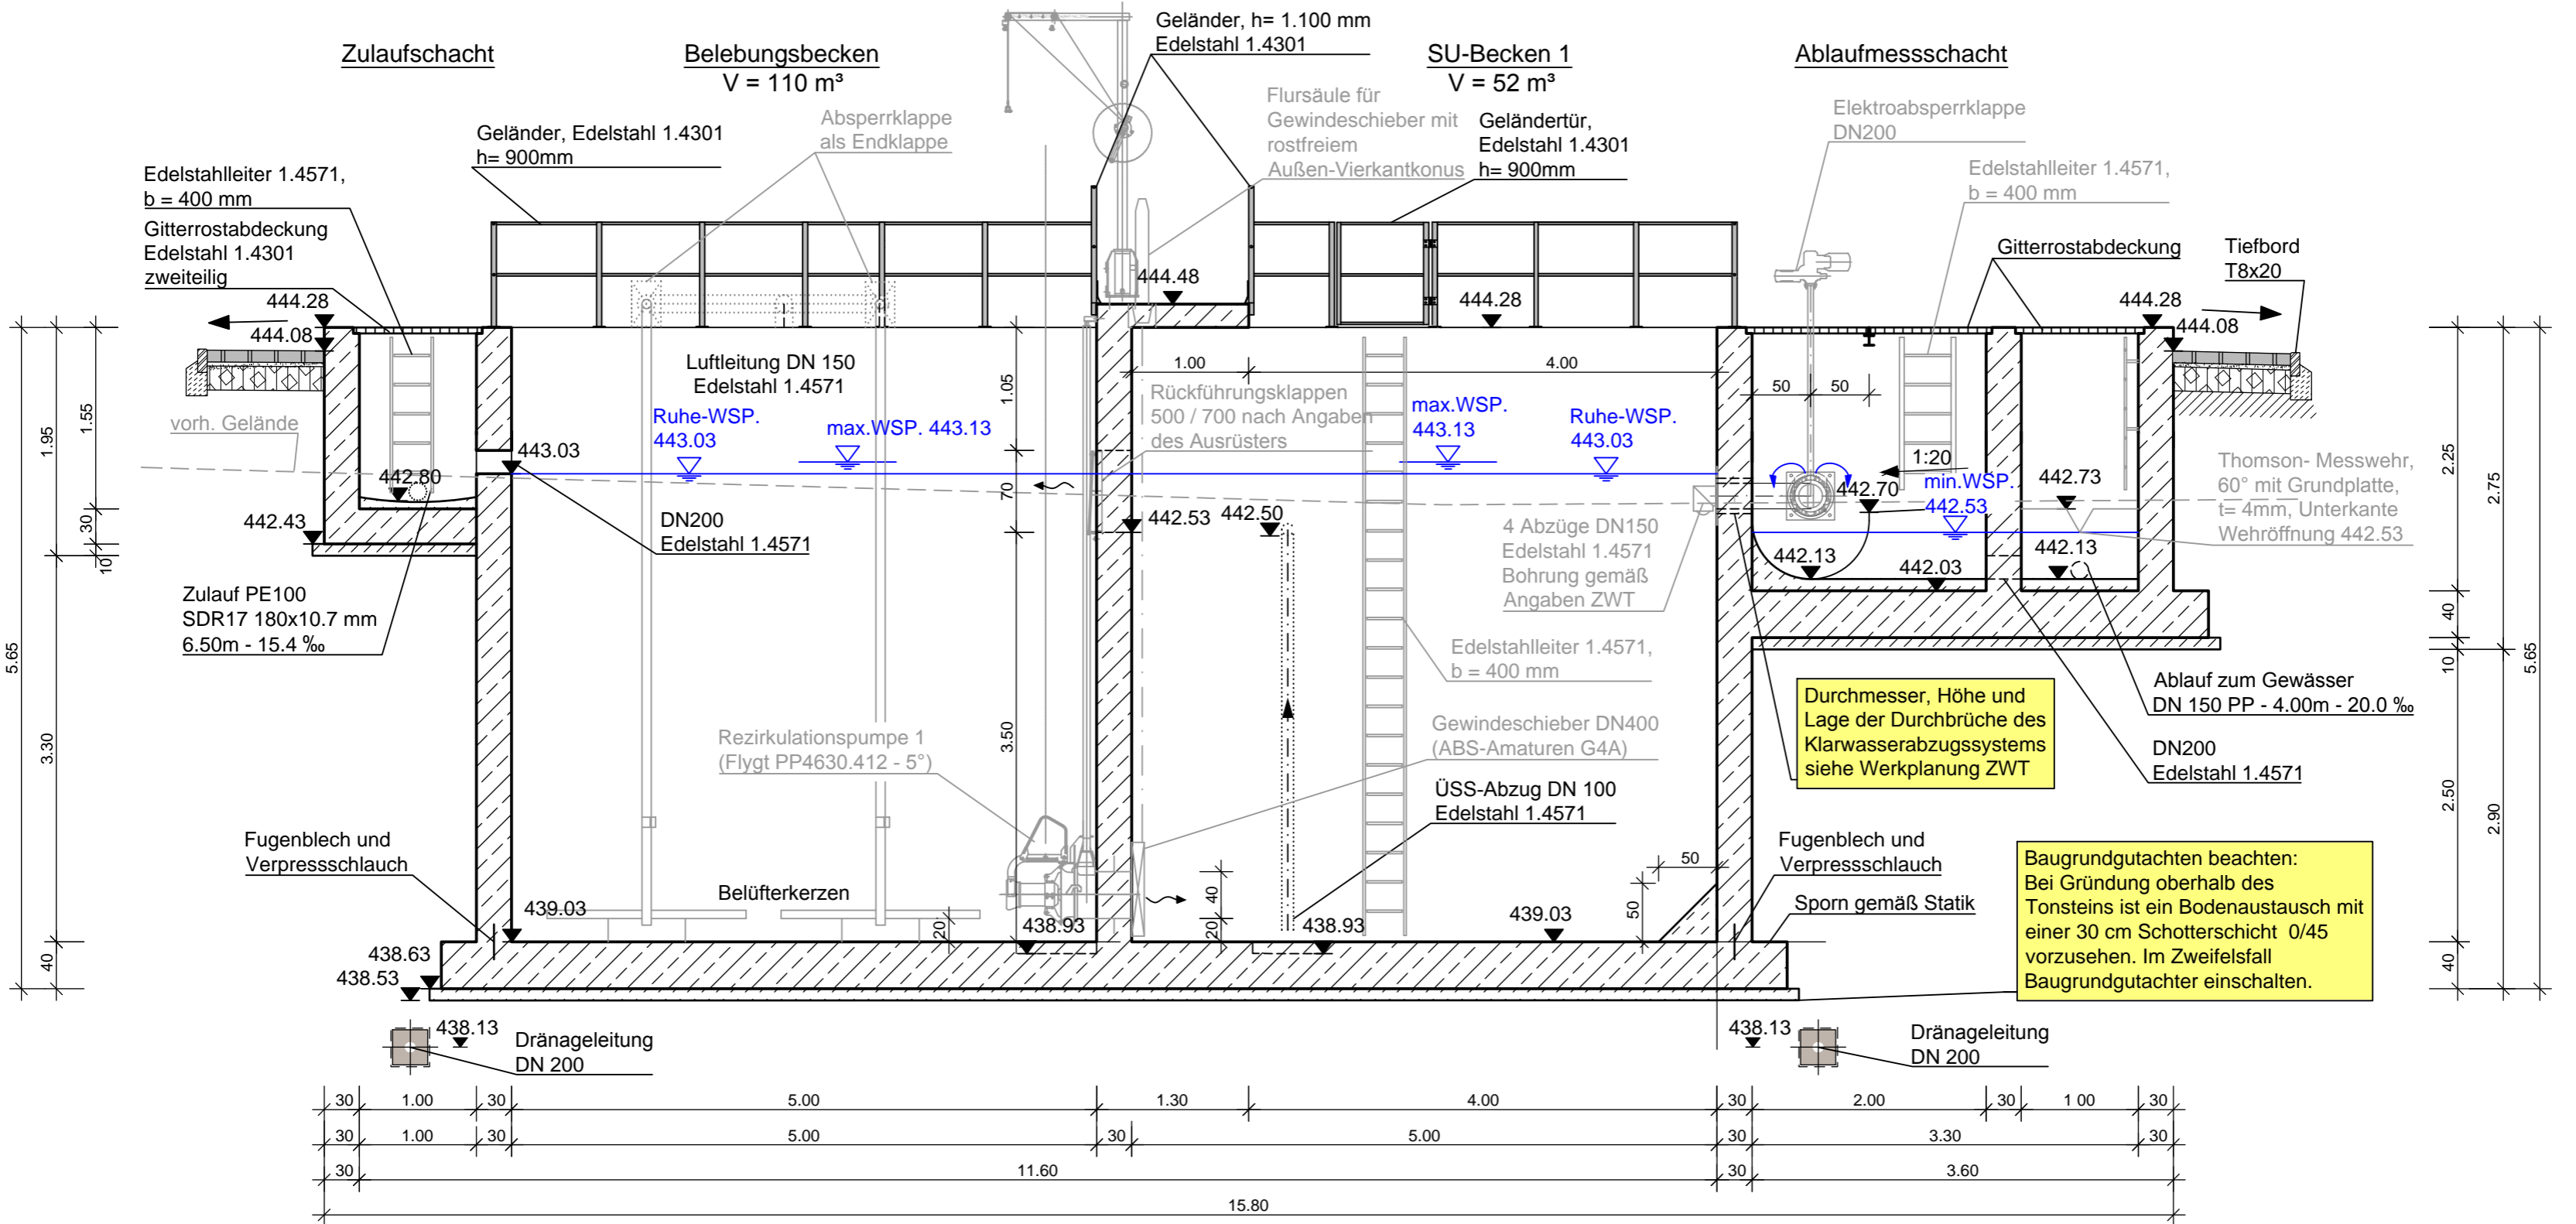 Zulaufschacht
Belebungsbecken
V = 110 m³
Geländer, h= 1.100 mm
Edelstahl 1.4301
SU-Becken 1
V = 52 m³
Ablaufmessschacht
Geländer, Edelstahl 1.4301
h= 900mm
Absperrklappe
als Endklappe
Flursäule für
Gewindeschieber mit
rostfreiem
Außen-Vierkantkonus
Geländertür,
Edelstahl 1.4301
h= 900mm
Elektroabsperrklappe
DN200
Edelstahlleiter 1.4571,
b = 400 mm
Edelstahlleiter 1.4571,
b = 400 mm
Gitterrostabdeckung
Edelstahl 1.4301
zweiteilig
Gitterrostabdeckung
Tiefbord
T8x20
444.28
444.08
444.48
444.28
444.28
444.08
Luftleitung DN 150
Edelstahl 1.4571
1.00
4.00
50
50
Rückführungsklappen
500 / 700 nach Angaben
des Ausrüsters
vorh. Gelände
Ruhe-WSP.
443.03
max.WSP. 443.13
max.WSP.
443.13
Ruhe-WSP.
443.03
1:20
min.WSP.
442.53
442.73
442.70
Thomson- Messwehr,
60° mit Grundplatte,
t= 4mm, Unterkante
Wehröffnung 442.53
443.03
442.80
442.43
DN200
Edelstahl 1.4571
442.53
442.50
4 Abzüge DN150
Edelstahl 1.4571
Bohrung gemäß
Angaben ZWT
442.13
442.03
442.13
Zulauf PE100
SDR17 180x10.7 mm
6.50m - 15.4 ‰
Edelstahlleiter 1.4571,
b = 400 mm
Durchmesser, Höhe und
Lage der Durchbrüche des
Klarwasserabzugssystems
siehe Werkplanung ZWT
Ablauf zum Gewässer
DN 150 PP - 4.00m - 20.0 ‰
DN200
Edelstahl 1.4571
Rezirkulationspumpe 1
(Flygt PP4630.412 - 5°)
Gewindeschieber DN400
(ABS-Amaturen G4A)
ÜSS-Abzug DN 100
Edelstahl 1.4571
Fugenblech und
Verpressschlauch
Belüfterkerzen
Fugenblech und
Verpressschlauch
Sporn gemäß Statik
Baugrundgutachten beachten:
Bei Gründung oberhalb des
Tonsteins ist ein Bodenaustausch mit
einer 30 cm Schotterschicht 0/45
vorzusehen. Im Zweifelsfall
Baugrundgutachter einschalten.
439.03
438.93
438.93
439.03
438.63
438.53
438.13
Dränageleitung
DN 200
438.13
Dränageleitung
DN 200
5.65
1.95
3.30
40
1.55
30
10
1.05
70
3.50
20
40
20
50
50
2.25
40
10
2.50
40
2.75
2.90
5.65
30
1.00
30
5.00
1.30
4.00
30
2.00
30
1 00
30
30
1.00
30
5.00
30
5.00
30
3.30
30
30
11.60
30
3.60
15.80